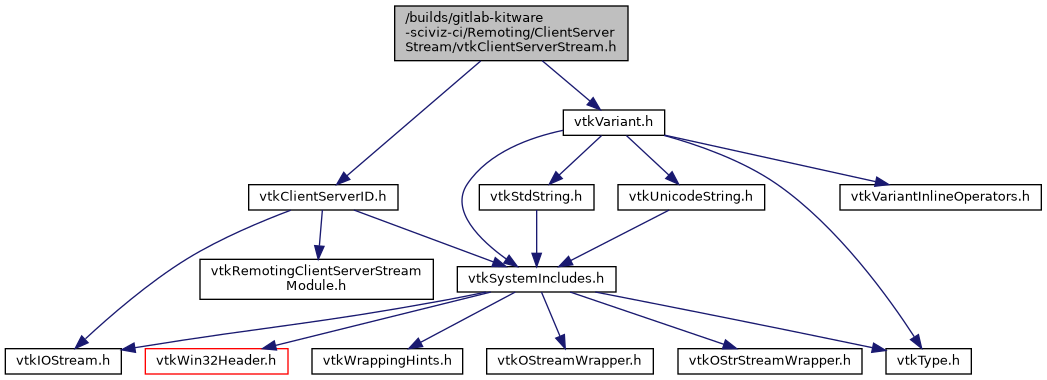 /builds/gitlab-kitware
-sciviz-ci/Remoting/ClientServer
Stream/vtkClientServerStream.h
vtkVariant.h
vtkClientServerID.h
vtkStdString.h
vtkUnicodeString.h
vtkVariantInlineOperators.h
vtkRemotingClientServerStream
Module.h
vtkSystemIncludes.h
vtkIOStream.h
vtkWin32Header.h
vtkWrappingHints.h
vtkOStreamWrapper.h
vtkOStrStreamWrapper.h
vtkType.h